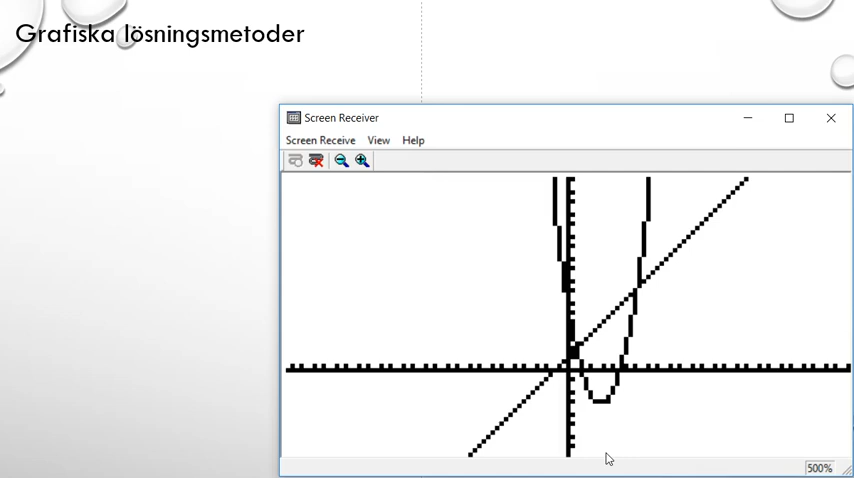 Grafiska lösningsmetoder
Screen Receiver
Screen Receive View Help
500%